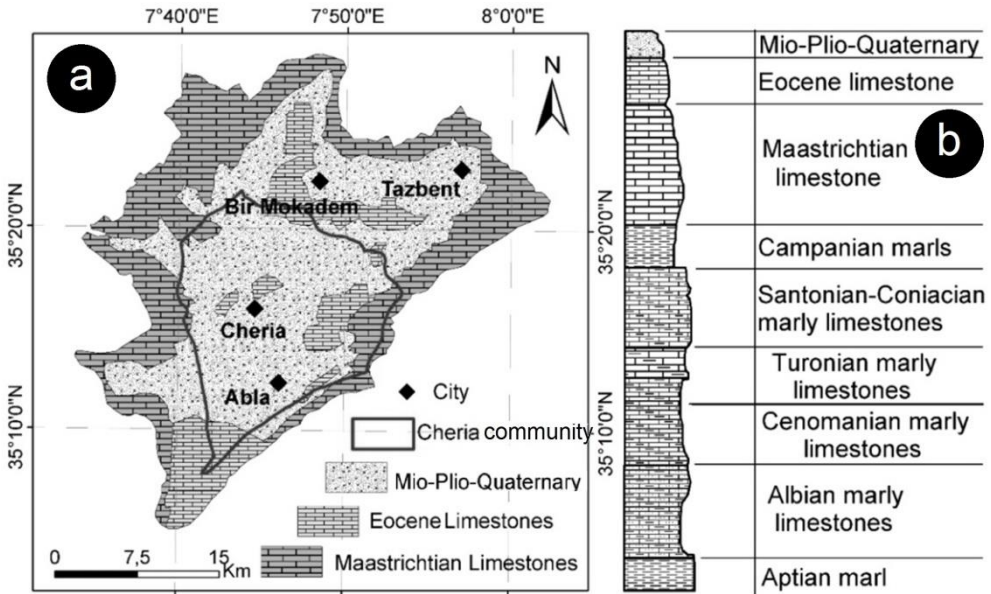 7°40'0"E
7°50'0"E
8°0'0"E
a
N
Tazbent
Bir Mokadem
35°20'0"N
35°20'0"N
Cheria
Abla
City
Cheria community
35°10'0"N
35°10'0"N
Mio-Plio-Quaternary
Eocene Limestones
Maastrichtian Limestones
0
7,5
15
Km
b
Mio-Plio-Quaternary
Eocene limestone
Maastrichtian
limestone
Campanian marls
Santonian-Coniacian
marly limestones
Turonian marly
limestones
Cenomanian marly
limestones
Albian marly
limestones
Aptian marl